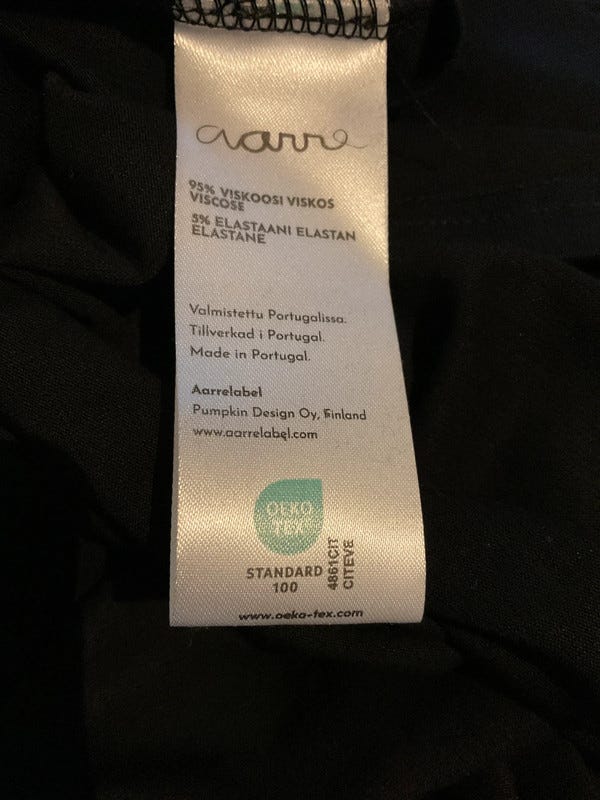 aarre
95% VISKOOSI VISKOS
VISCOSE
5% ELASTAANI ELASTAN
ELASTANE
Valmistettu Portugalissa.
Tillverkad i Portugal.
Made in Portugal.
Aarrelabel
Pumpkin Design Oy, Finland
www.aarrelabel.com
OEKO
TEX®
STANDARD
100
4861CIT
CITEVE
www.oeko-tex.com